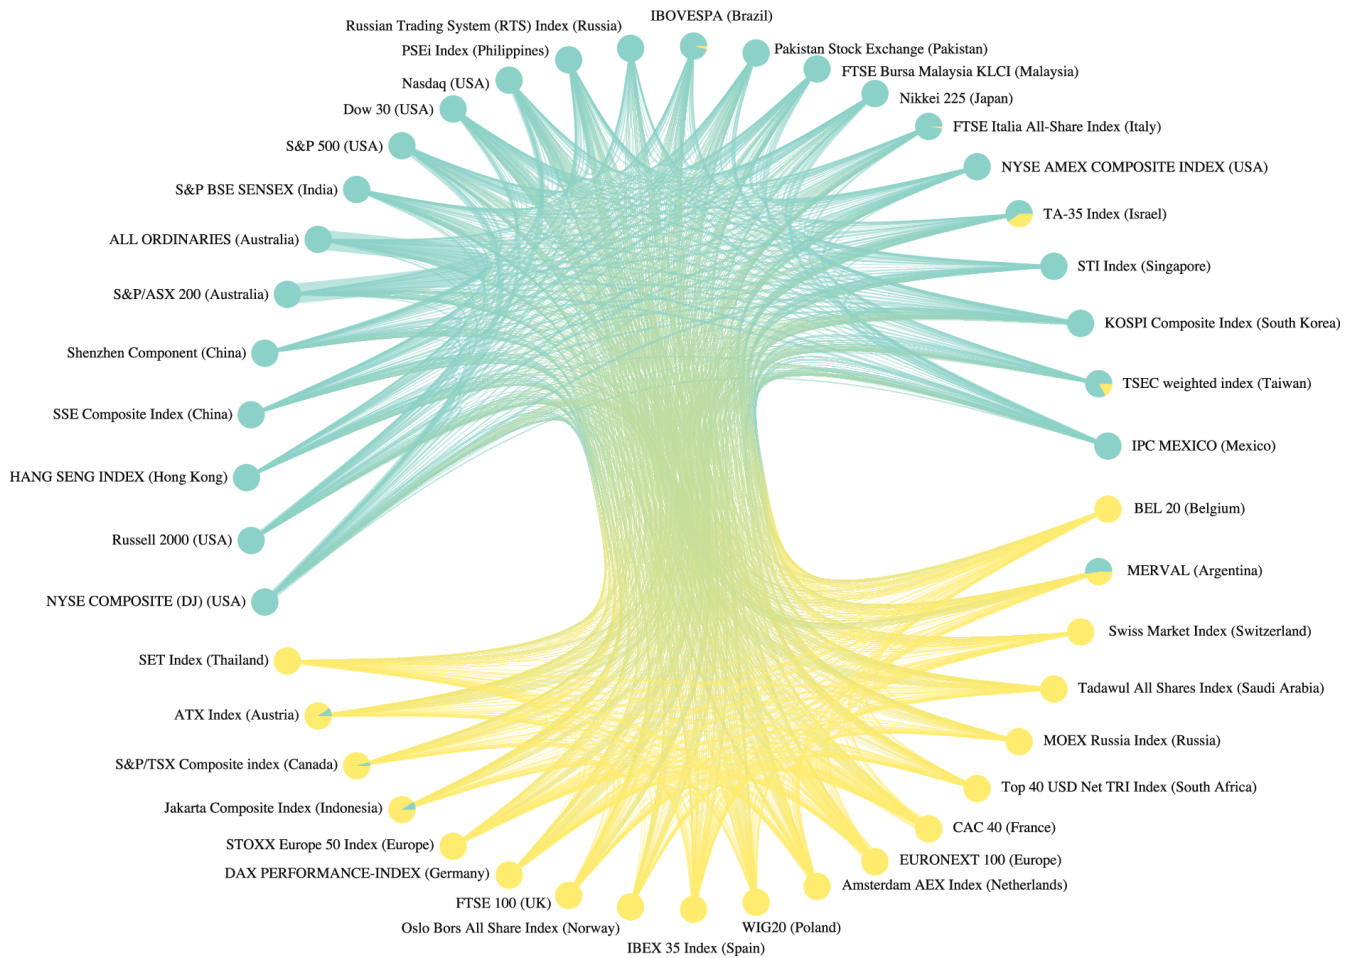 IBOVESPA (Brazil)
Russian Trading System (RTS) Index (Russia)
PSEi Index (Philippines)
Pakistan Stock Exchange (Pakistan)
FTSE Bursa Malaysia KLCI (Malaysia)
Nasdaq (USA)
Nikkei 225 (Japan)
Dow 30 (USA)
FTSE Italia All-Share Index (Italy)
S&P 500 (USA)
NYSE AMEX COMPOSITE INDEX (USA)
S&P BSE SENSEX (India)
TA-35 Index (Israel)
ALL ORDINARIES (Australia)
STI Index (Singapore)
S&P/ASX 200 (Australia)
KOSPI Composite Index (South Korea)
Shenzhen Component (China)
TSEC weighted index (Taiwan)
SSE Composite Index (China)
IPC MEXICO (Mexico)
HANG SENG INDEX (Hong Kong)
BEL 20 (Belgium)
Russell 2000 (USA)
MERVAL (Argentina)
NYSE COMPOSITE (DJ) (USA)
Swiss Market Index (Switzerland)
SET Index (Thailand)
Tadawul All Shares Index (Saudi Arabia)
ATX Index (Austria)
MOEX Russia Index (Russia)
S&P/TSX Composite index (Canada)
Top 40 USD Net TRI Index (South Africa)
Jakarta Composite Index (Indonesia)
CAC 40 (France)
STOXX Europe 50 Index (Europe)
EURONEXT 100 (Europe)
DAX PERFORMANCE-INDEX (Germany)
Amsterdam AEX Index (Netherlands)
FTSE 100 (UK)
Oslo Bors All Share Index (Norway)
WIG20 (Poland)
IBEX 35 Index (Spain)